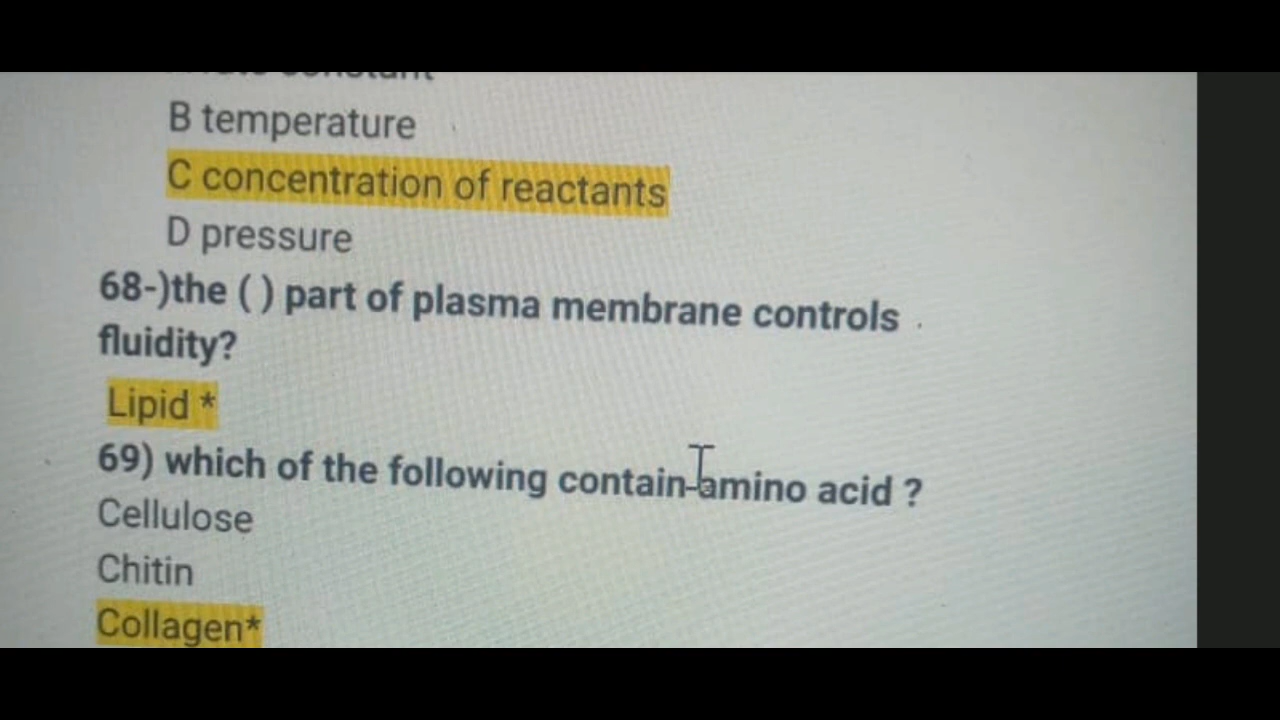 constant
B temperature
C concentration of reactants
D pressure
68-)the ( ) part of plasma membrane controls
fluidity?
Lipid *
69) which of the following contain amino acid ?
Cellulose
Chitin
Collagen*